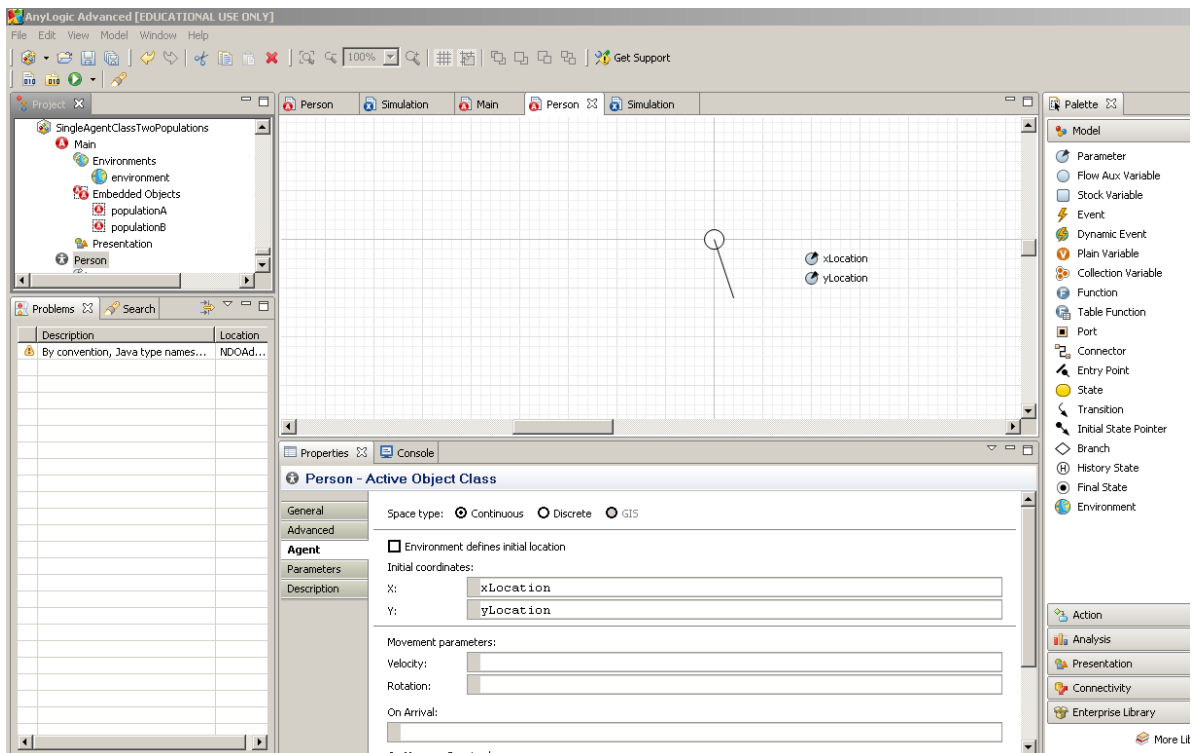 AnyLogic Advanced [EDUCATIONAL USE ONLY]
File Edit View Model Window Help
100% Get Support
Project
SingleAgentClassTwoPopulations
Main
Environments
environment
Embedded Objects
populationA
populationB
Presentation
Person
Problems Search
Description Location
By convention, Java type names... NDOAd...
Person Simulation Main Person Simulation
xLocation
yLocation
Properties Console
Person - Active Object Class
General
Advanced
Agent
Parameters
Description
Space type: Continuous Discrete GIS
Environment defines initial location
Initial coordinates:
X: xLocation
Y: yLocation
Movement parameters:
Velocity:
Rotation:
On Arrival:
Palette
Model
Parameter
Flow Aux Variable
Stock Variable
Event
Dynamic Event
Plain Variable
Collection Variable
Function
Table Function
Port
Connector
Entry Point
State
Transition
Initial State Pointer
Branch
History State
Final State
Environment
Action
Analysis
Presentation
Connectivity
Enterprise Library
More Lib